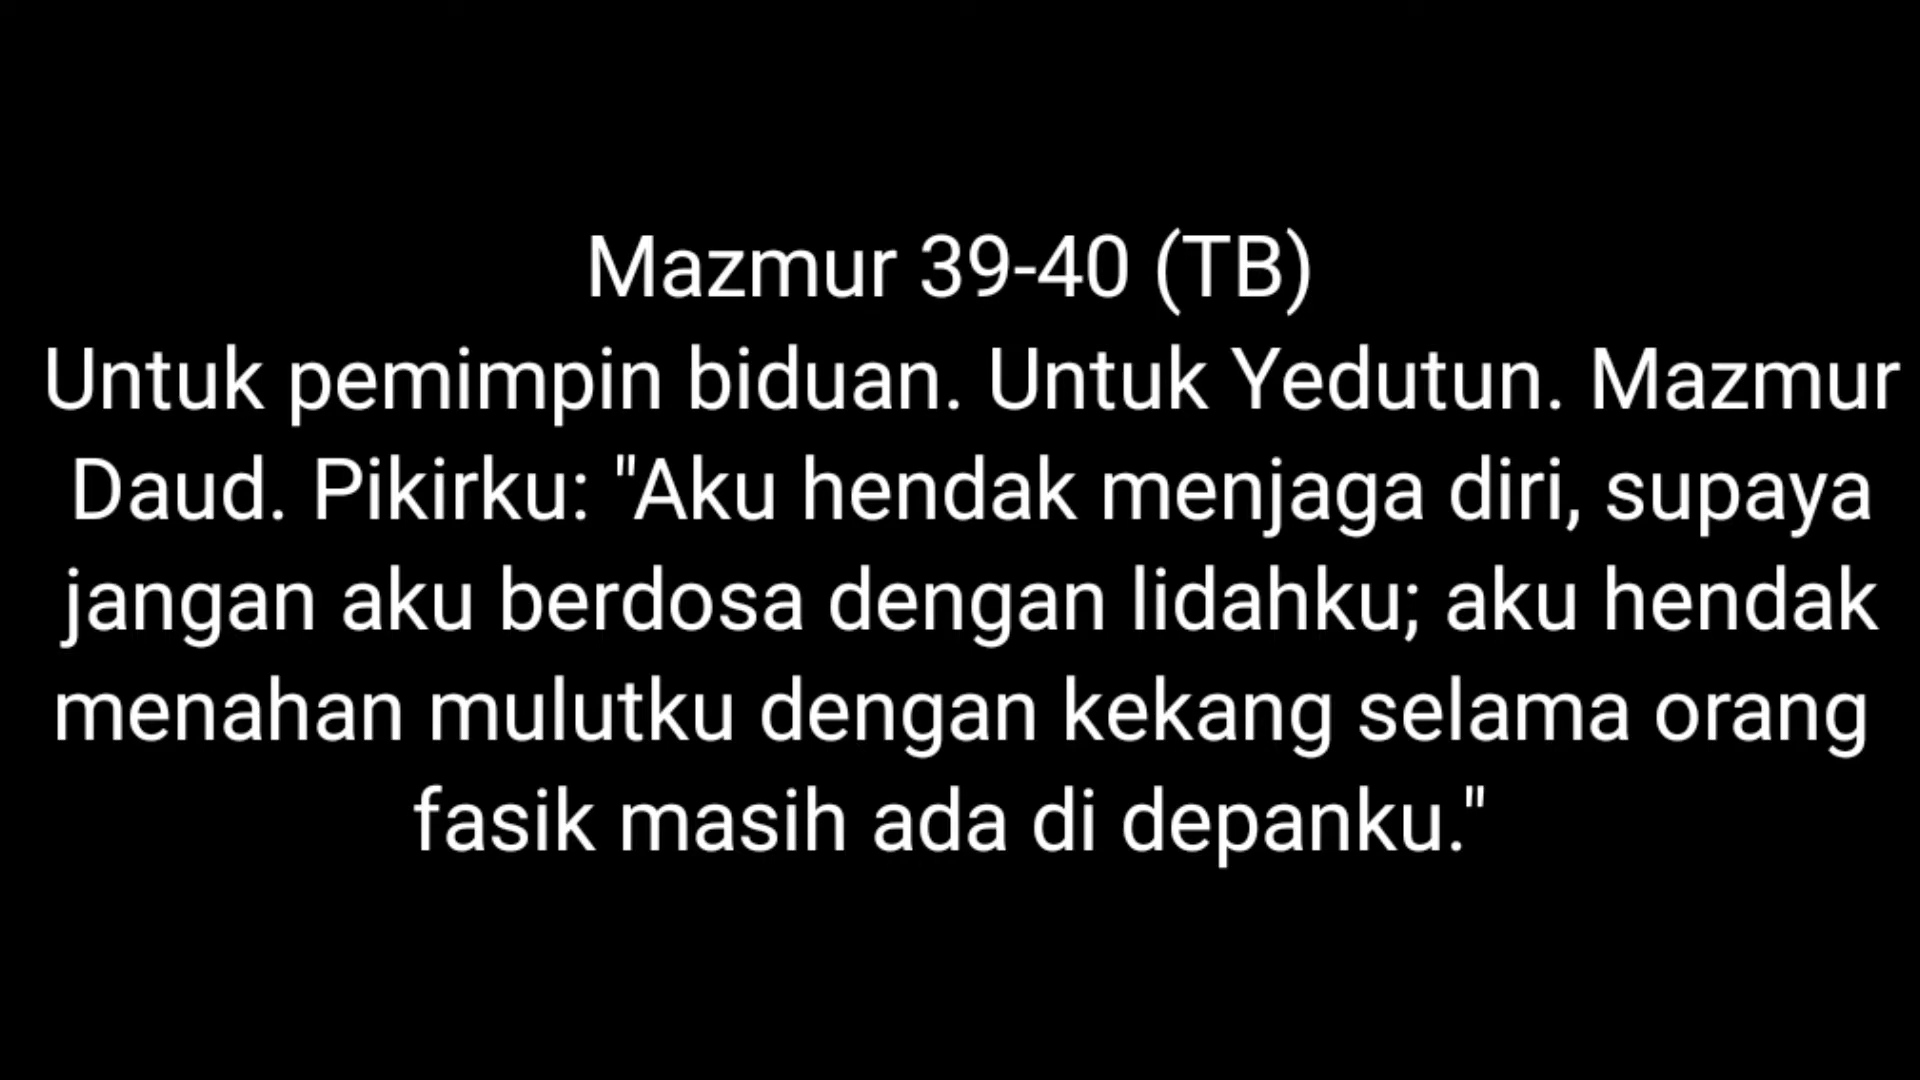 Mazmur 39-40 (TB)
Untuk pemimpin biduan. Untuk Yedutun. Mazmur
Daud. Pikirku: "Aku hendak menjaga diri, supaya
jangan aku berdosa dengan lidahku; aku hendak
menahan mulutku dengan kekang selama orang
fasik masih ada di depanku."